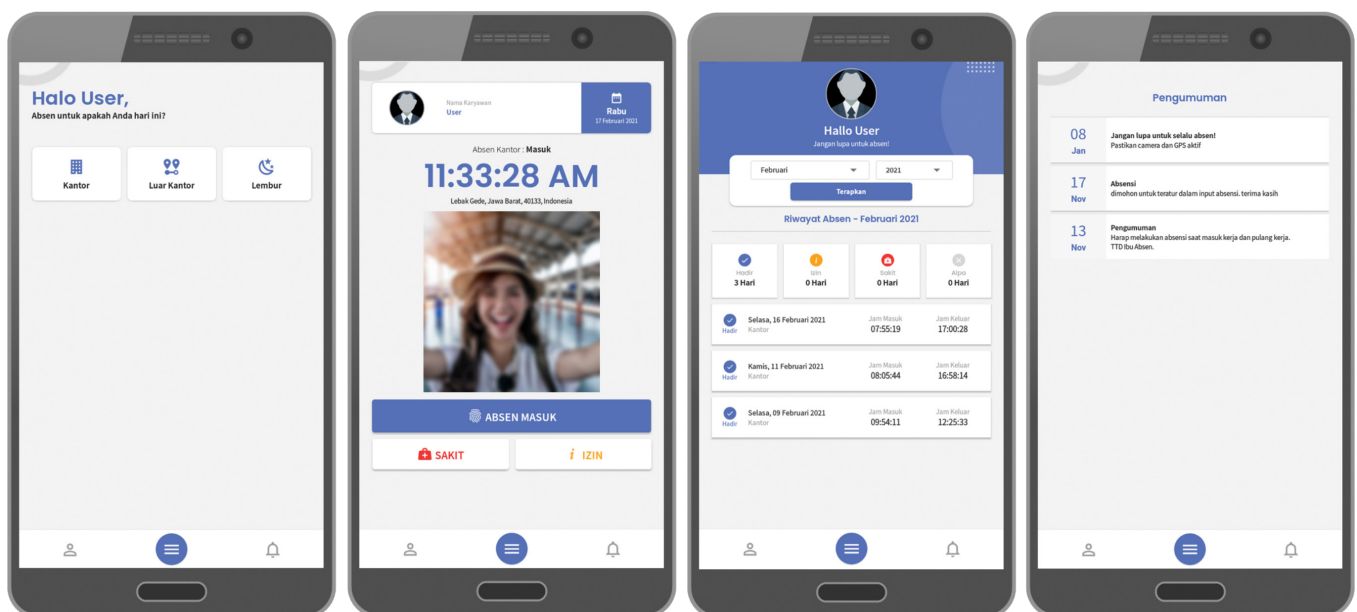 Halo User,
Absen untuk apakah Anda hari ini?
Kantor
Luar Kantor
Lembur
Nama Karyawan
User
Rabu
17 Februari 2021
Absen Kantor : Masuk
11:33:28 AM
Lebak Gede, Jawa Barat, 40133, Indonesia
ABSEN MASUK
SAKIT
i IZIN
Hallo User
Jangan lupa untuk absen!
Februari
2021
Terapkan
Riwayat Absen - Februari 2021
Hadir
3 Hari
Izin
0 Hari
Sakit
0 Hari
Alpa
0 Hari
Hadir
Selasa, 16 Februari 2021
Kantor
Jam Masuk
07:55:19
Jam Keluar
17:00:28
Hadir
Kamis, 11 Februari 2021
Kantor
Jam Masuk
08:05:44
Jam Keluar
16:58:14
Hadir
Selasa, 09 Februari 2021
Kantor
Jam Masuk
09:54:11
Jam Keluar
12:25:33
Pengumuman
08
Jan
Jangan lupa untuk selalu absen!
Pastikan camera dan GPS aktif
17
Nov
Absensi
dimohon untuk teratur dalam input absensi. terima kasih
13
Nov
Pengumuman
Harap melakukan absensi saat masuk kerja dan pulang kerja.
TTD Ibu Absen.